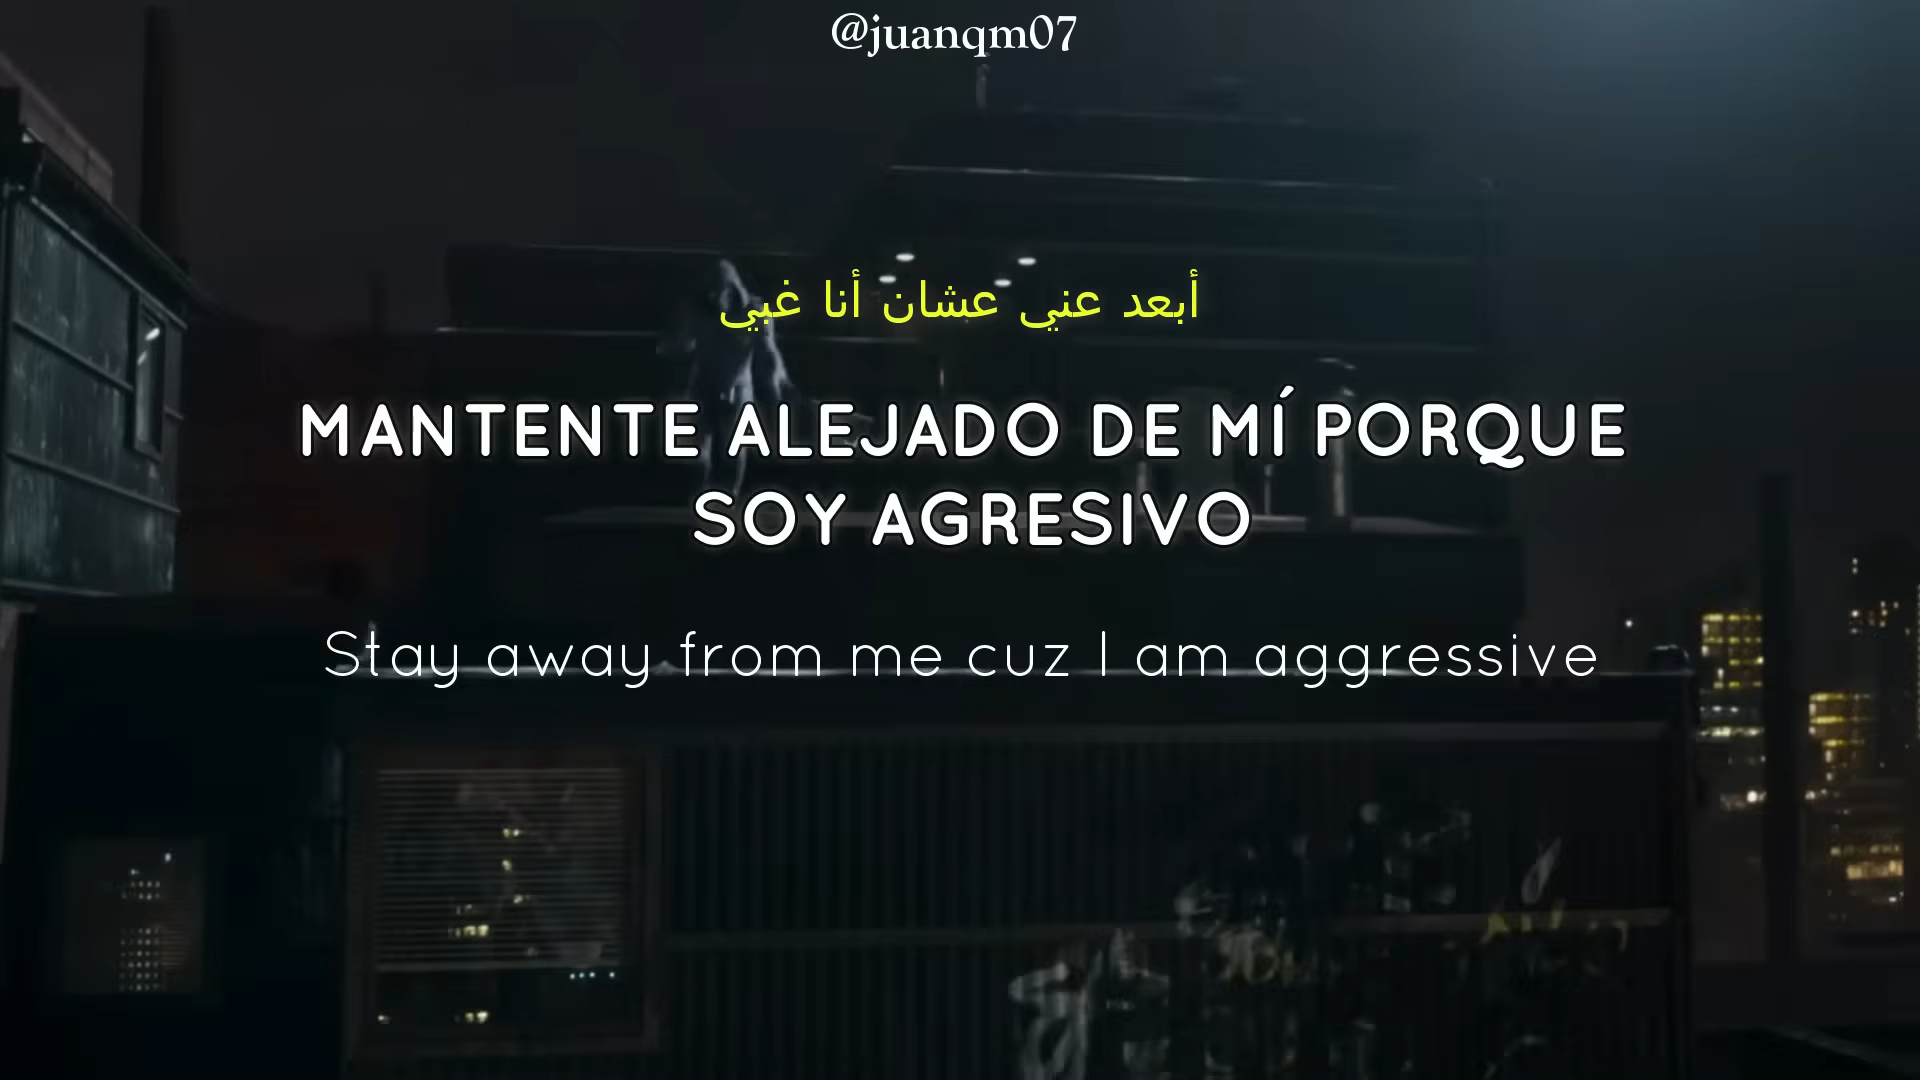 @juanqm07
أبعد عني عشان أنا غبي
MANTENTE ALEJADO DE MÍ PORQUE
SOY AGRESIVO
Stay away from me cuz I am aggressive